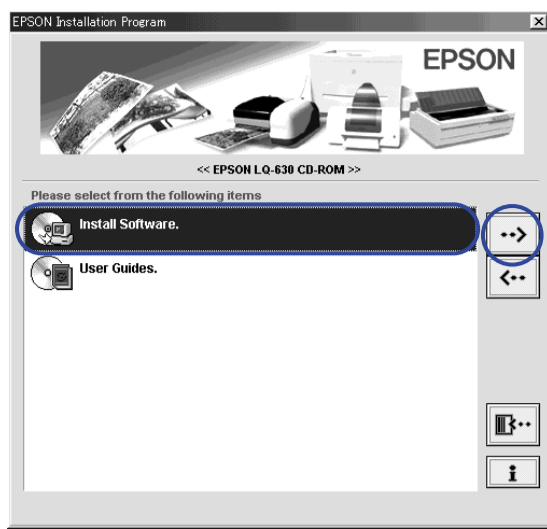 EPSON Installation Program
EPSON
<< EPSON LQ-630 CD-ROM >>
Please select from the following items
Install Software.
User Guides.